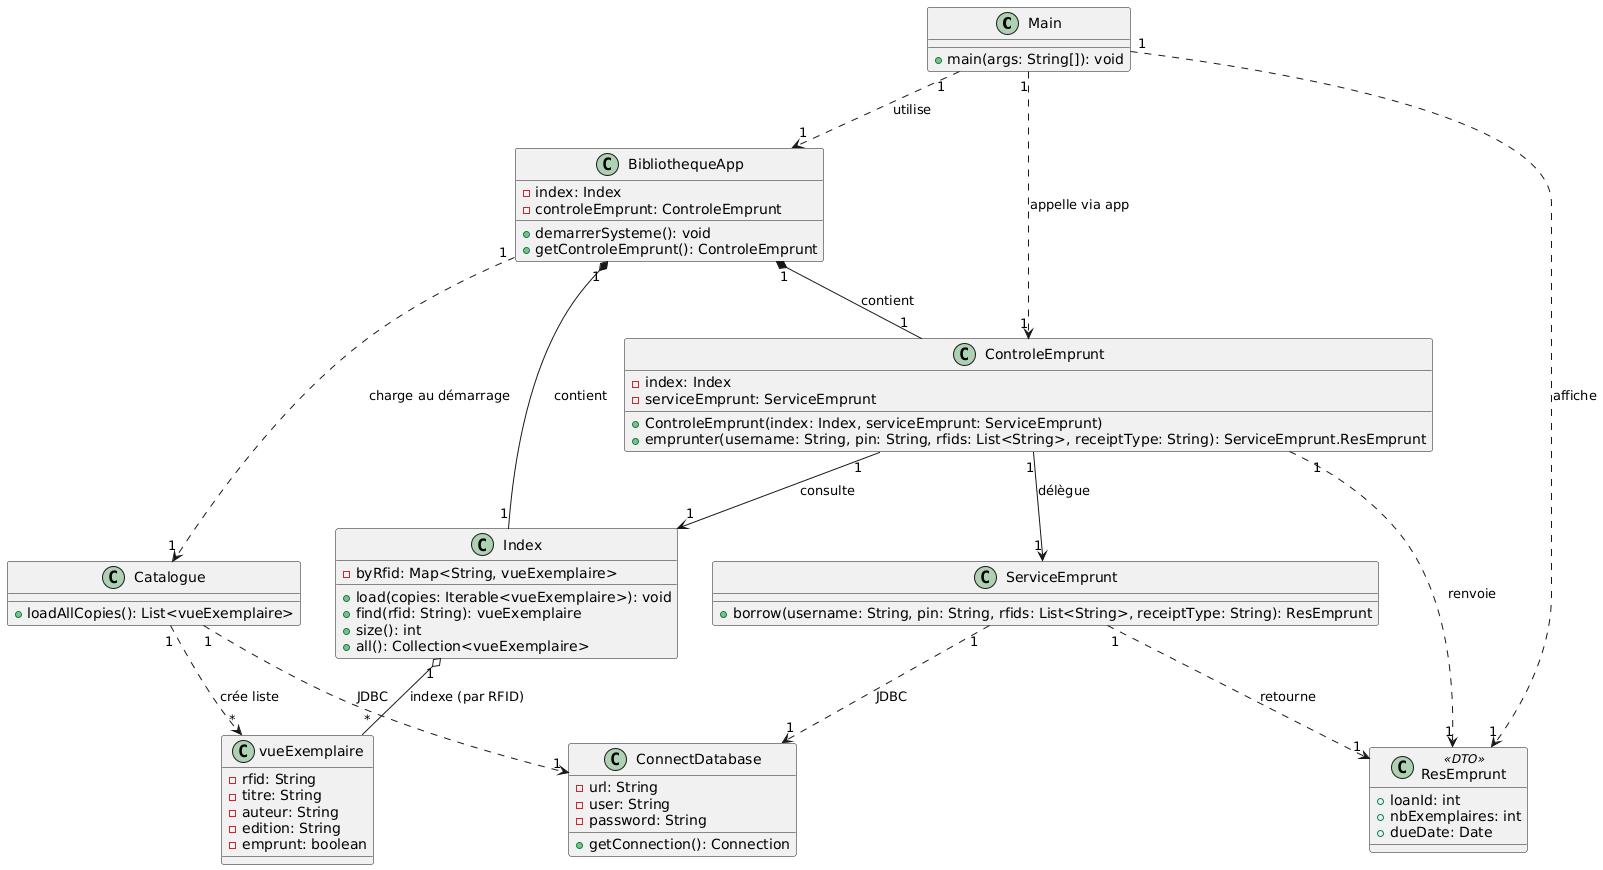 C Main
main(args: String[]): void
1
1
1
1
utilise
1
C BibliothequeApp
index: Index
controleEmprunt: ControleEmprunt
demarrerSysteme(): void
getControleEmprunt(): ControleEmprunt
appelle via app
1
1
1
contient
1
1
C ControleEmprunt
index: Index
serviceEmprunt: ServiceEmprunt
ControleEmprunt(index: Index, serviceEmprunt: ServiceEmprunt)
emprunter(username: String, pin: String, rfids: List<String>, receiptType: String): ServiceEmprunt.ResEmprunt
charge au démarrage
contient
affiche
1
1
1
consulte
délègue
1
1
1
1
C Index
byRfid: Map<String, vueExemplaire>
load(copies: Iterable<vueExemplaire>): void
find(rfid: String): vueExemplaire
size(): int
all(): Collection<vueExemplaire>
C Catalogue
loadAllCopies(): List<vueExemplaire>
C ServiceEmprunt
borrow(username: String, pin: String, rfids: List<String>, receiptType: String): ResEmprunt
renvoie
1
1
1
1
1
crée liste
JDBC
indexe (par RFID)
JDBC
retourne
*
*
1
1
1
1
1
C vueExemplaire
rfid: String
titre: String
auteur: String
edition: String
emprunt: boolean
C ConnectDatabase
url: String
user: String
password: String
getConnection(): Connection
C «DTO»
ResEmprunt
loanId: int
nbExemplaires: int
dueDate: Date